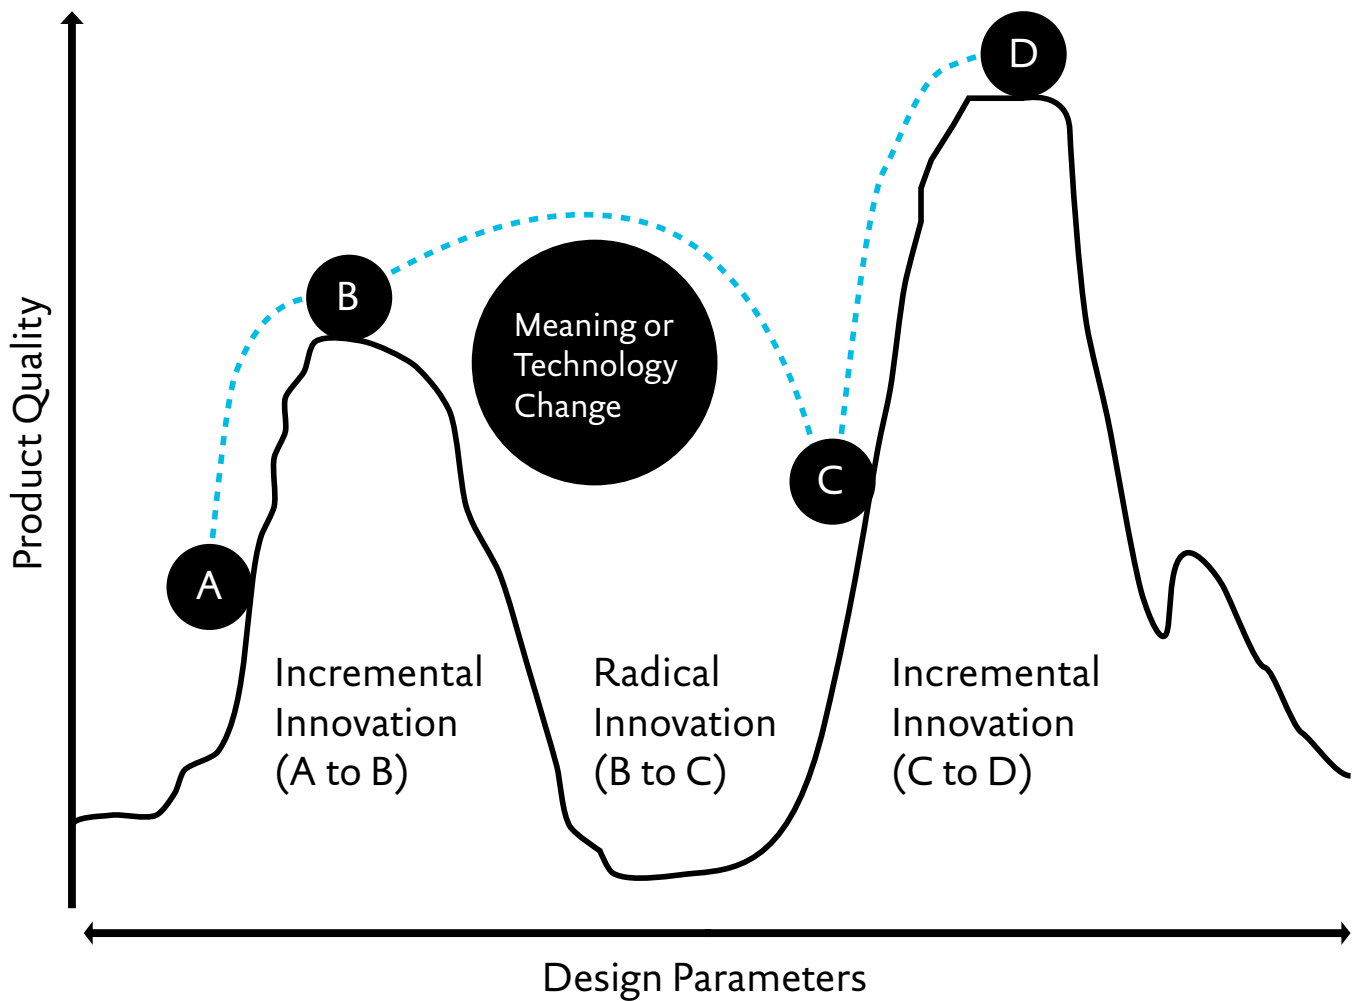 D
B
Meaning or
Technology
Change
C
A
Product Quality
Incremental
Innovation
(A to B)
Radical
Innovation
(B to C)
Incremental
Innovation
(C to D)
Design Parameters